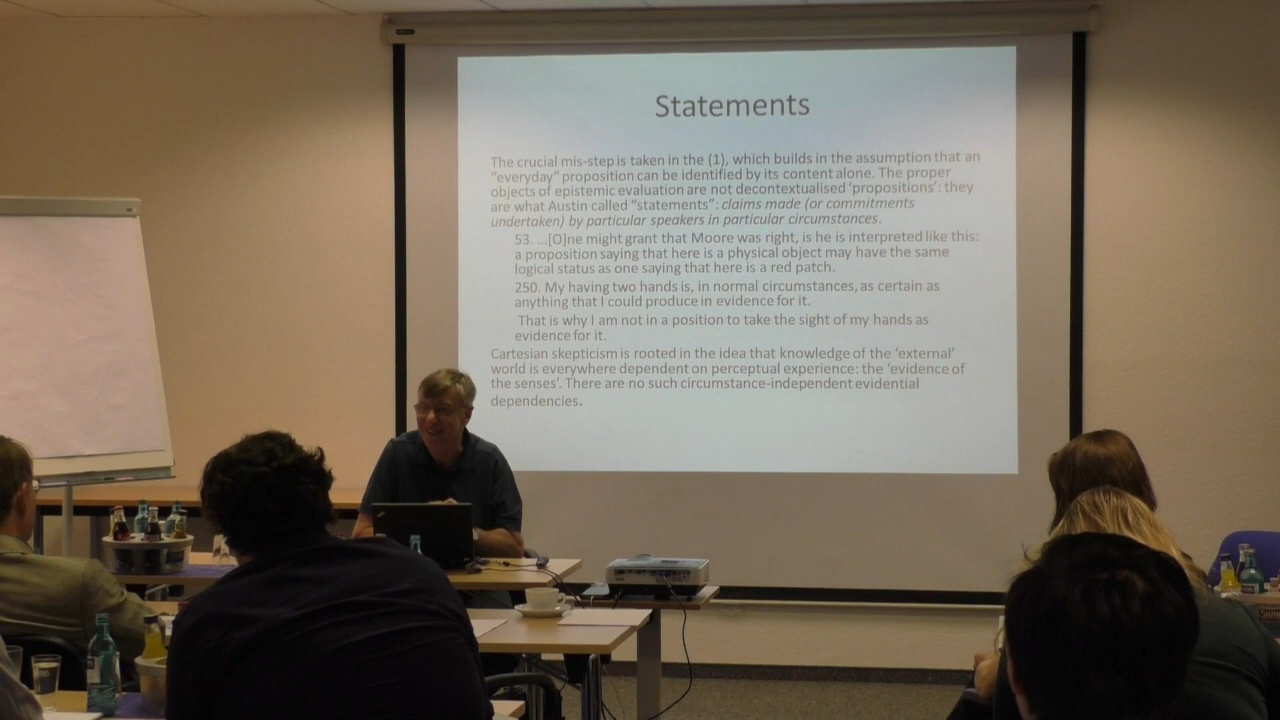 Statements
The crucial mis-step is taken in the (1), which builds in the assumption that an
“everyday” proposition can be identified by its content alone. The proper
objects of epistemic evaluation are not decontextualised ‘propositions’: they
are what Austin called “statements”: claims made (or commitments
undertaken) by particular speakers in particular circumstances.
53. ...[O]ne might grant that Moore was right, is he is interpreted like this:
a proposition saying that here is a physical object may have the same
logical status as one saying that here is a red patch.
250. My having two hands is, in normal circumstances, as certain as
anything that I could produce in evidence for it.
That is why I am not in a position to take the sight of my hands as
evidence for it.
Cartesian skepticism is rooted in the idea that knowledge of the ‘external’
world is everywhere dependent on perceptual experience: the ‘evidence of
the senses’. There are no such circumstance-independent evidential
dependencies.